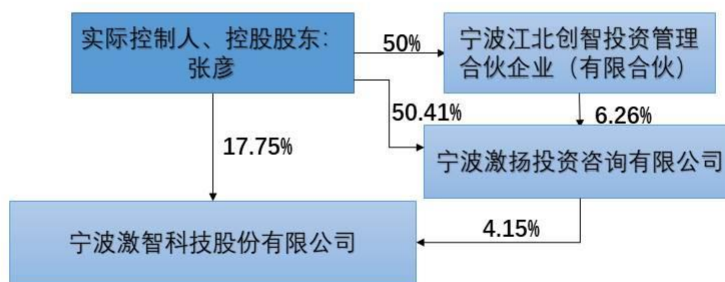 实际控制人、控股股东：
张彦
50%
宁波江北创智投资管理
合伙企业（有限合伙）
50.41%
6.26%
17.75%
宁波激扬投资咨询有限公司
宁波激智科技股份有限公司
4.15%